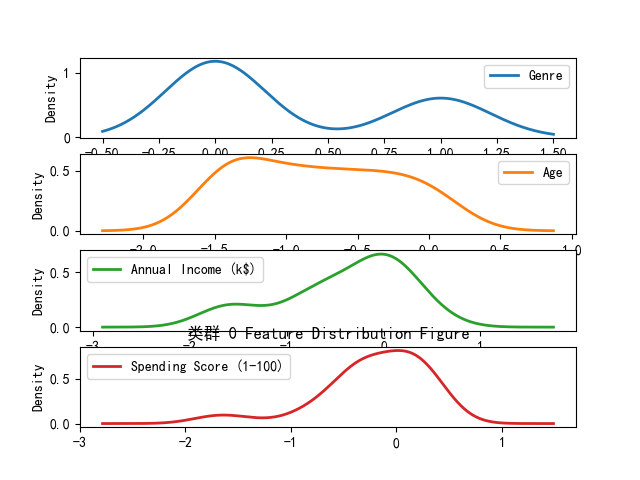 1
0
Density
Genre
-0.50 -0.25 0.00 0.25 0.50 0.75 1.00 1.25 1.50
0.5
0.0
Density
Age
-2.0 -1.5 -1.0 -0.5 0.0 0.5 1.0
0.5
0.0
Density
Annual Income (k$)
-3 -2 -1 0 1
类群 0 Feature Distribution Figure
0.5
0.0
Density
Spending Score (1-100)
-3 -2 -1 0 1